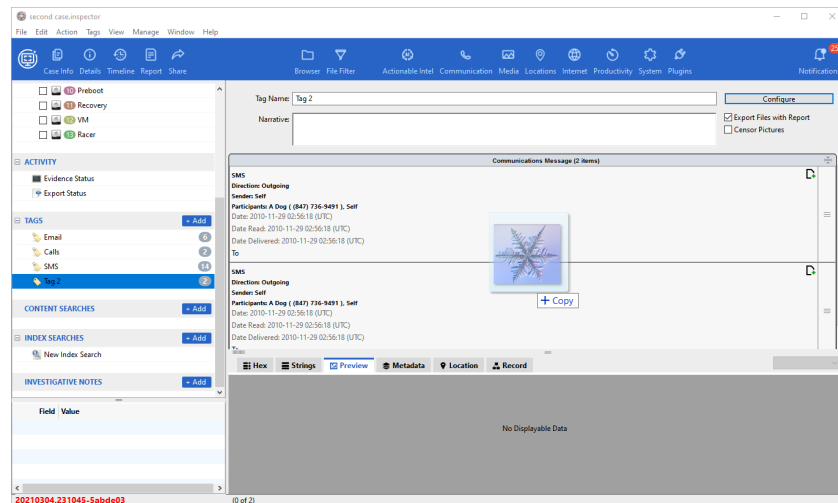 second case.inspector
File Edit Action Tags View Manage Window Help
Case Info Details Timeline Report Share Browser File Filter Actionable Intel Communication Media Locations Internet Productivity System Plugins Notification
25
10 Preboot
11 Recovery
12 VM
13 Racer
ACTIVITY
Evidence Status
Export Status
TAGS + Add
Email 6
Calls 2
SMS 14
Tag 2 2
CONTENT SEARCHES + Add
INDEX SEARCHES + Add
New Index Search
INVESTIGATIVE NOTES + Add
Field Value
20210304.231045-5abde03
Tag Name: Tag 2
Configure
Narrative:
Export Files with Report
Censor Pictures
Communications Message (2 items)
SMS
Direction: Outgoing
Sender: Self
Participants: A Dog ( (847) 736-9491 ), Self
Date: 2010-11-29 02:56:18 (UTC)
Date Read: 2010-11-29 02:56:18 (UTC)
Date Delivered: 2010-11-29 02:56:18 (UTC)
To
SMS
Direction: Outgoing
Sender: Self
Participants: A Dog ( (847) 736-9491 ), Self
Date: 2010-11-29 02:56:18 (UTC)
Date Read: 2010-11-29 02:56:18 (UTC)
Date Delivered: 2010-11-29 02:56:18 (UTC)
+ Copy
Hex Strings Preview Metadata Location Record
No Displayable Data
(0 of 2)